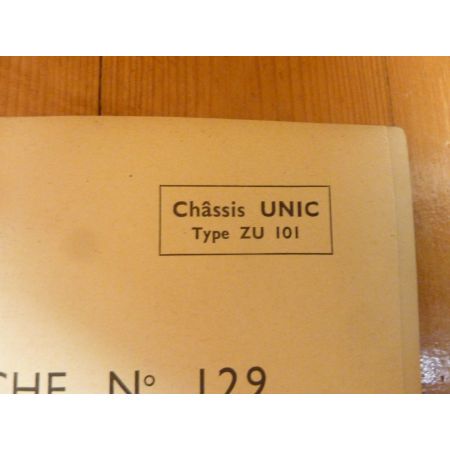 Châssis UNIC
Type ZU 101
CHE N° 129